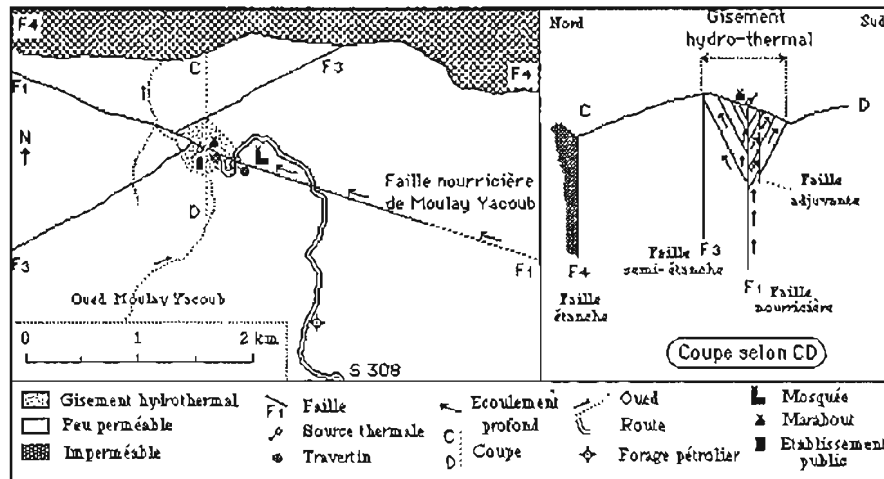 F4
F1
C
F3
F4
N
Faille nourricière
de Moulay Yacoub
D
F3
F1
Oued Moulay Yacoub
0 1 2 km
S 308
Nord
Gisement
hydro-thermal
Sud
C
D
Faille
adjuvante
F4
Faille
étanche
F3
Faille
semi-étanche
F1
Faille
nourricière
Coupe selon CD
Gisement hydrothermal
Peu perméable
Imperméable
F1 Faille
Source thermale
Travertin
Ecoulement
profond
C
D
Coupe
Oued
Route
Forage pétrolier
Mosquée
Marabout
Etablissement
public